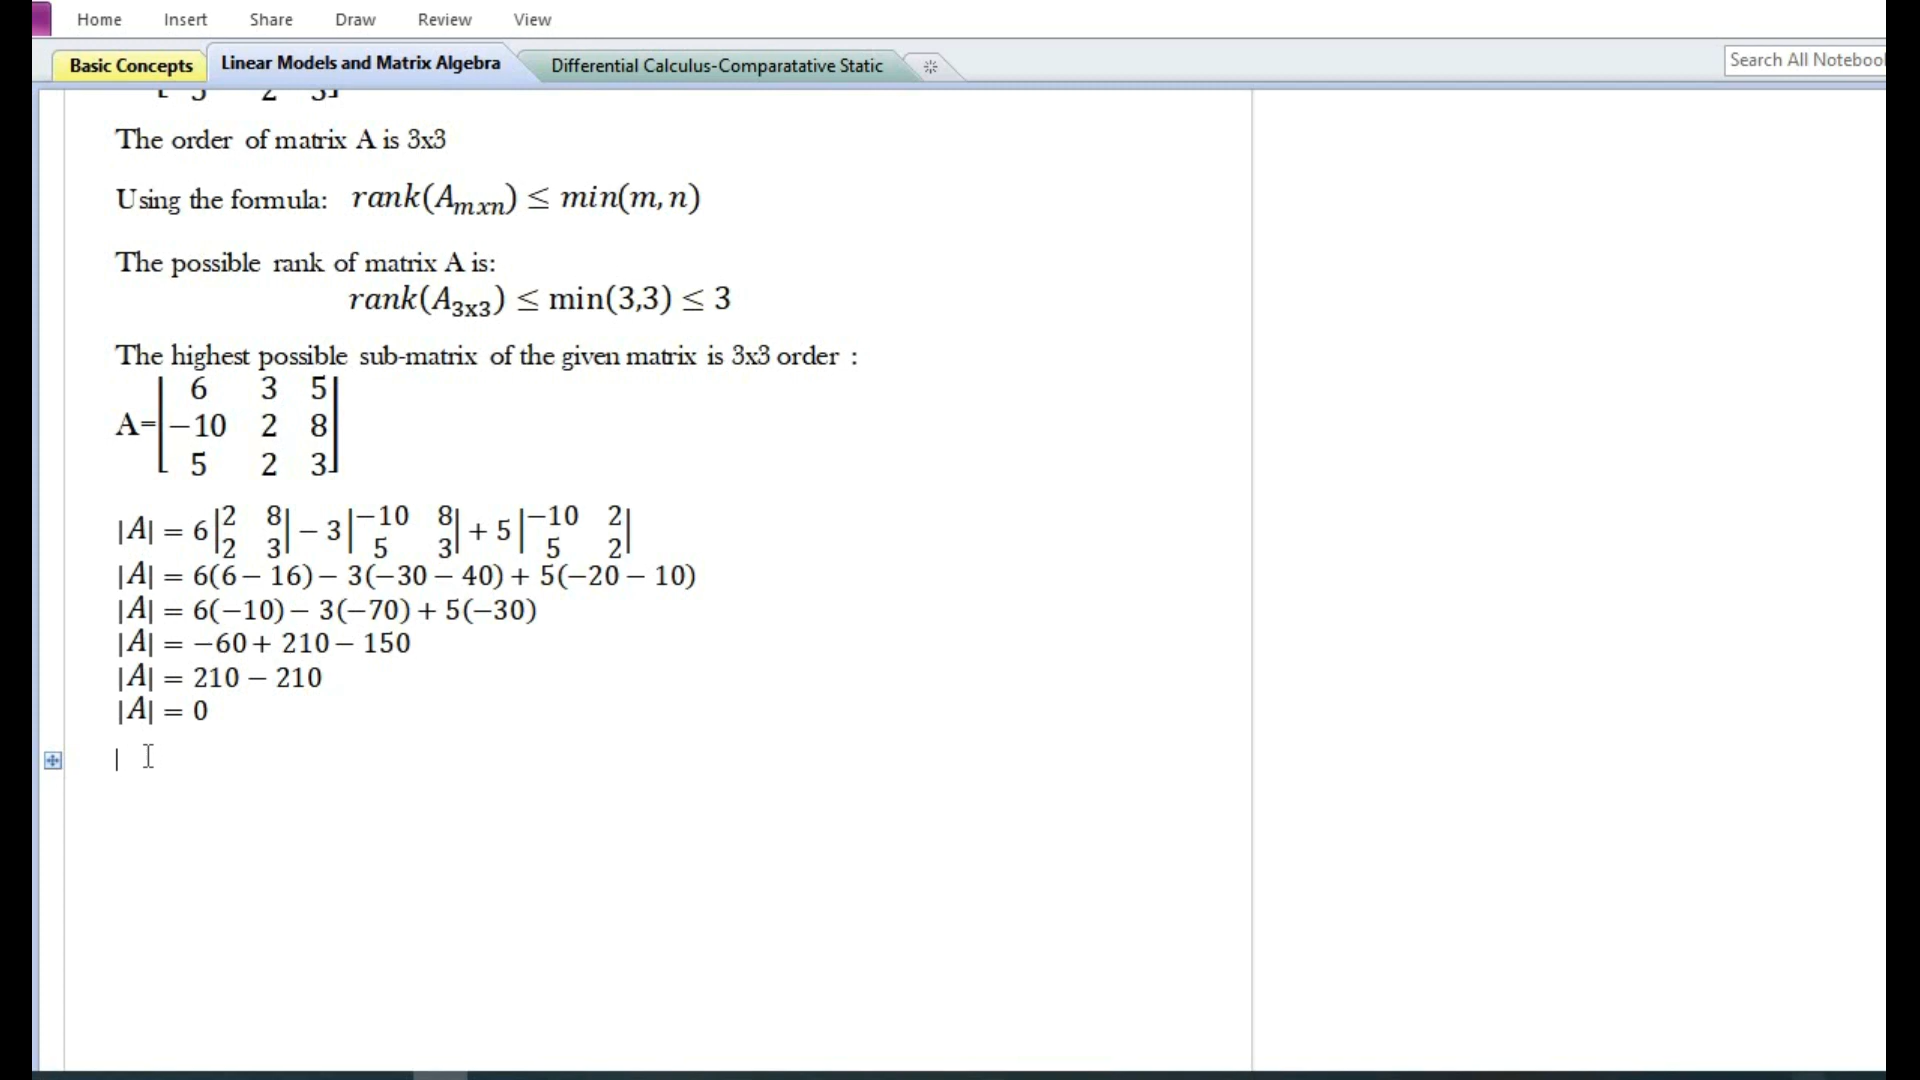 Home Insert Share Draw Review View
Basic Concepts Linear Models and Matrix Algebra Differential Calculus-Comparatative Static Search All Noteboo
5 2 3
The order of matrix A is 3x3
Using the formula: rank(Amxn) ≤ min(m, n)
The possible rank of matrix A is:
rank(A3x3) ≤ min(3,3) ≤ 3
The highest possible sub-matrix of the given matrix is 3x3 order :
6 3 5
A= −10 2 8
5 2 3
|A| = 6 |2 8| − 3 |−10 8| + 5 |−10 2|
|2 3| |5 3| |5 2|
|A| = 6(6 − 16) − 3(−30 − 40) + 5(−20 − 10)
|A| = 6(−10) − 3(−70) + 5(−30)
|A| = −60 + 210 − 150
|A| = 210 − 210
|A| = 0